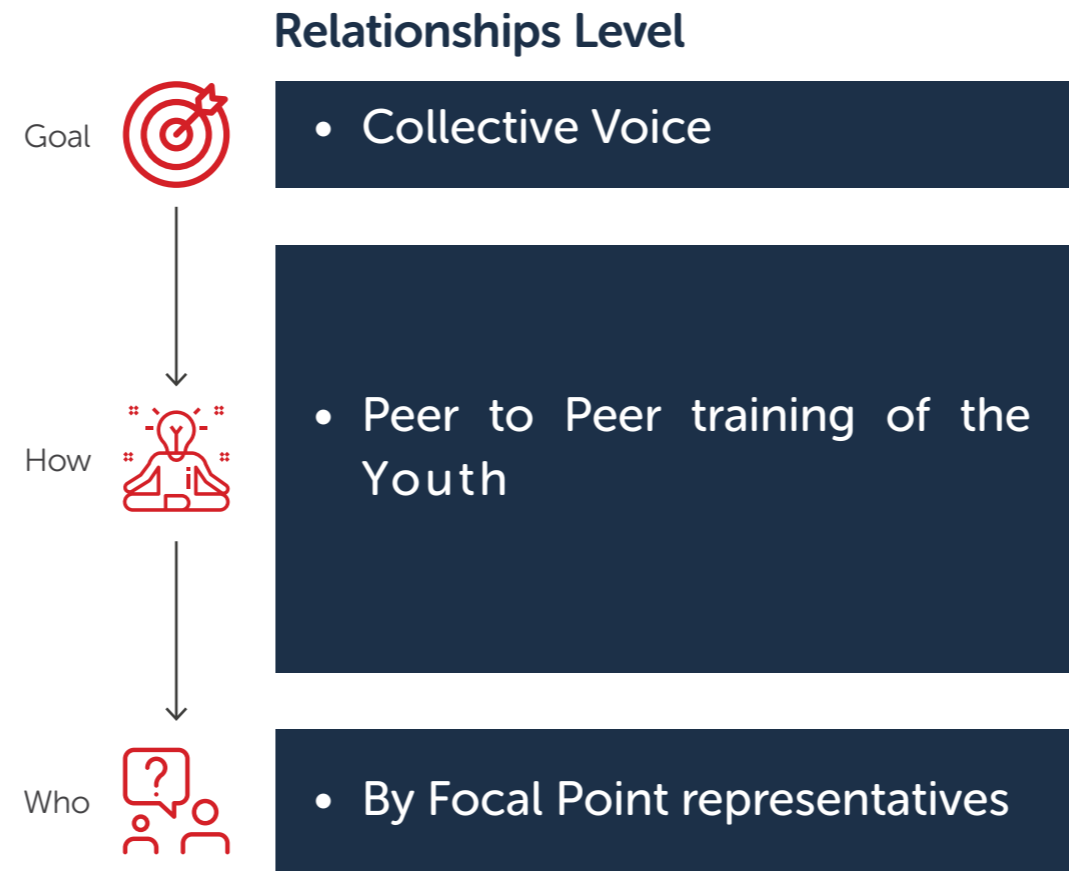 Relationships Level
Goal
• Collective Voice
How
• Peer to Peer training of the
Youth
Who
?
• By Focal Point representatives